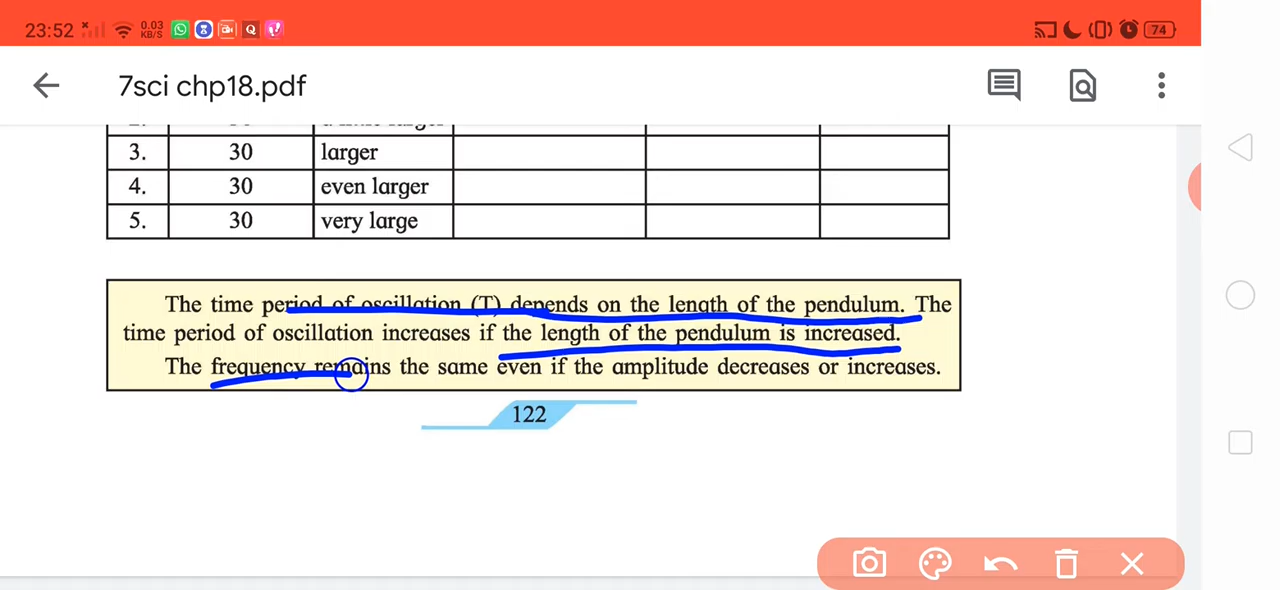 23:52 0.03 KB/S Q 74
7sci chp18.pdf
3. 30 larger
4. 30 even larger
5. 30 very large
The time period of oscillation (T) depends on the length of the pendulum. The
time period of oscillation increases if the length of the pendulum is increased.
The frequency remains the same even if the amplitude decreases or increases.
122